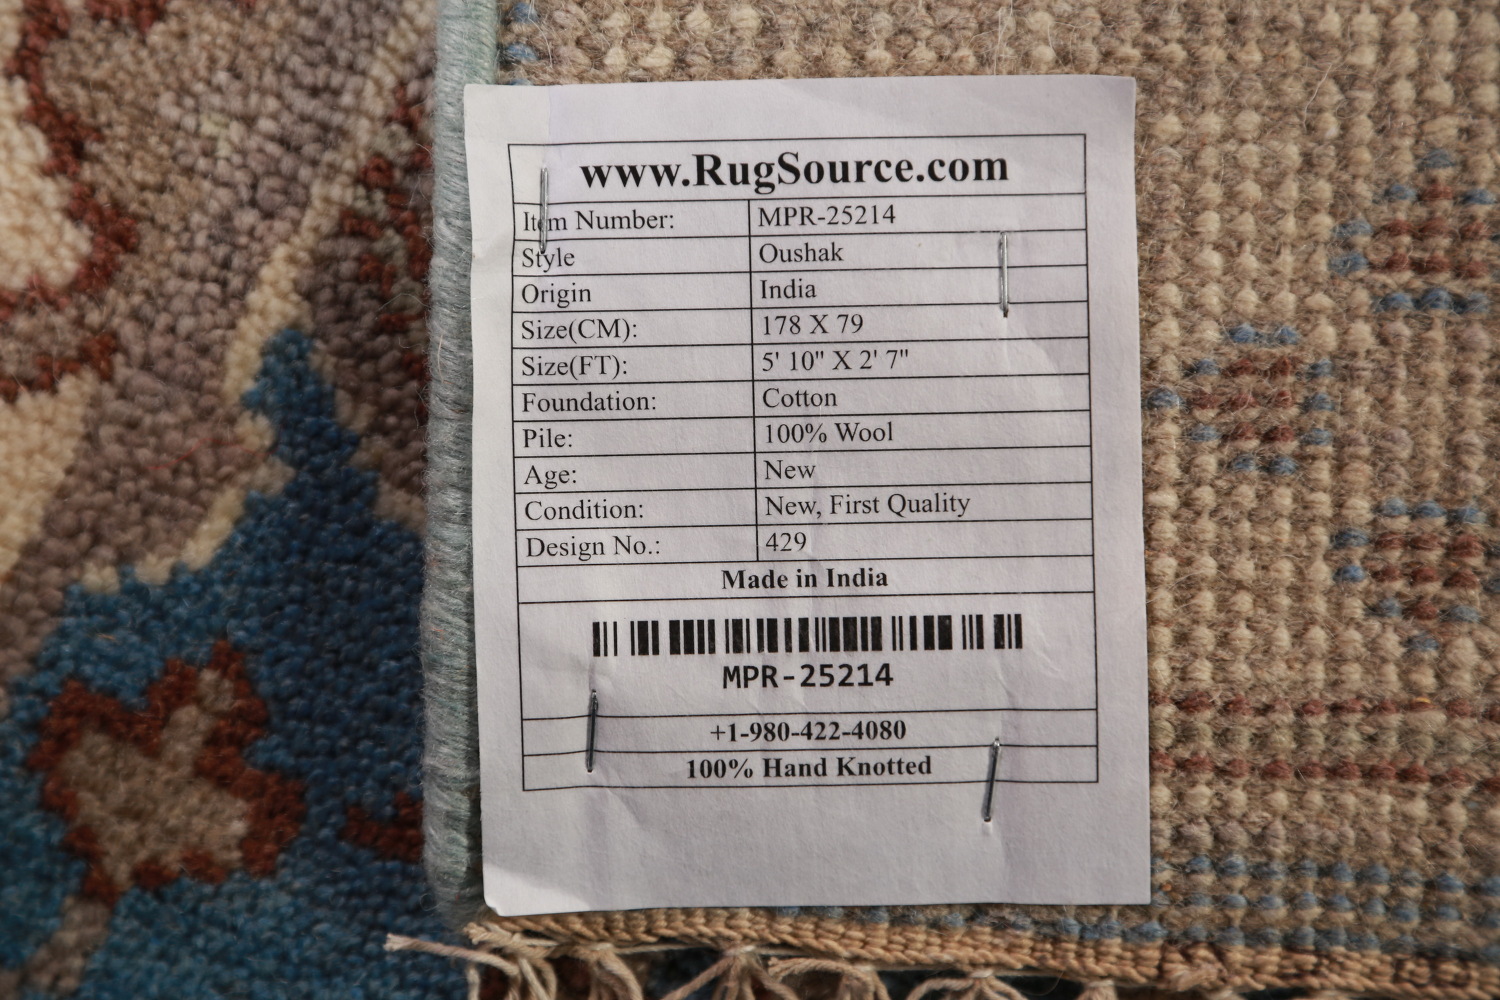 www.RugSource.com
Item Number: MPR-25214
Style Oushak
Origin India
Size(CM): 178 X 79
Size(FT): 5' 10" X 2' 7"
Foundation: Cotton
Pile: 100% Wool
Age: New
Condition: New, First Quality
Design No.: 429
Made in India
MPR-25214
+1-980-422-4080
100% Hand Knotted